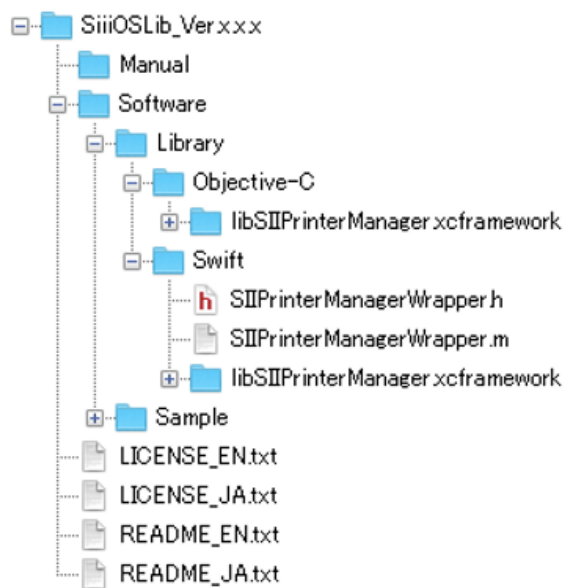 SiiiOSLib_Ver.x.x.x
Manual
Software
Library
Objective-C
libSIIPrinterManager.xcframework
Swift
h SIIPrinterManagerWrapper.h
SIIPrinterManagerWrapper.m
libSIIPrinterManager.xcframework
Sample
LICENSE_EN.txt
LICENSE_JA.txt
README_EN.txt
README_JA.txt